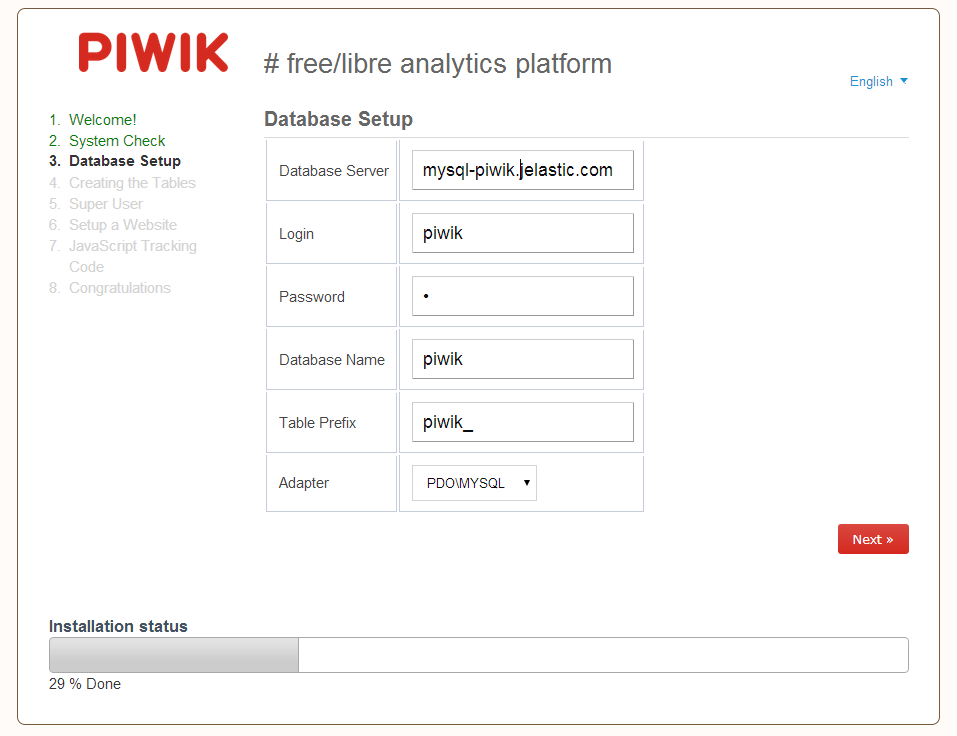 PIWIK
# free/libre analytics platform
English
1. Welcome!
2. System Check
3. Database Setup
4. Creating the Tables
5. Super User
6. Setup a Website
7. JavaScript Tracking
Code
8. Congratulations
Database Setup
Database Server mysql-piwik.jelastic.com
Login piwik
Password •
Database Name piwik
Table Prefix piwik_
Adapter PDO\MYSQL
Next »
Installation status
29 % Done